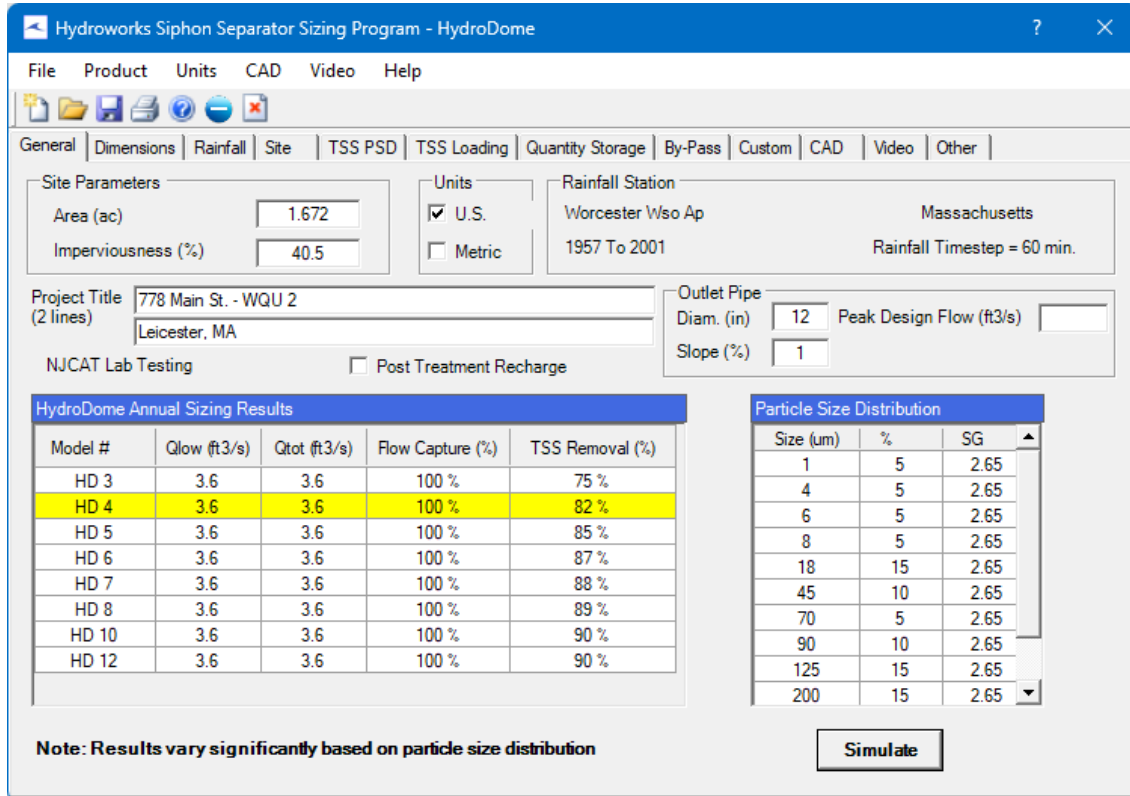 Hydroworks Siphon Separator Sizing Program - HydroDome ?
File Product Units CAD Video Help
General Dimensions Rainfall Site TSS PSD TSS Loading Quantity Storage By-Pass Custom CAD Video Other
Site Parameters
Area (ac) 1.672
Imperviousness (%) 40.5
Units
U.S.
Metric
Rainfall Station
Worcester Wso Ap Massachusetts
1957 To 2001 Rainfall Timestep = 60 min.
Project Title 778 Main St. - WQU 2
(2 lines) Leicester, MA
NJCAT Lab Testing Post Treatment Recharge
Outlet Pipe
Diam. (in) 12 Peak Design Flow (ft3/s)
Slope (%) 1
HydroDome Annual Sizing Results
Model # Qlow (ft3/s) Qtot (ft3/s) Flow Capture (%) TSS Removal (%)
HD 3 3.6 3.6 100 % 75 %
HD 4 3.6 3.6 100 % 82 %
HD 5 3.6 3.6 100 % 85 %
HD 6 3.6 3.6 100 % 87 %
HD 7 3.6 3.6 100 % 88 %
HD 8 3.6 3.6 100 % 89 %
HD 10 3.6 3.6 100 % 90 %
HD 12 3.6 3.6 100 % 90 %
Particle Size Distribution
Size (um) % SG
1 5 2.65
4 5 2.65
6 5 2.65
8 5 2.65
18 15 2.65
45 10 2.65
70 5 2.65
90 10 2.65
125 15 2.65
200 15 2.65
Note: Results vary significantly based on particle size distribution
Simulate